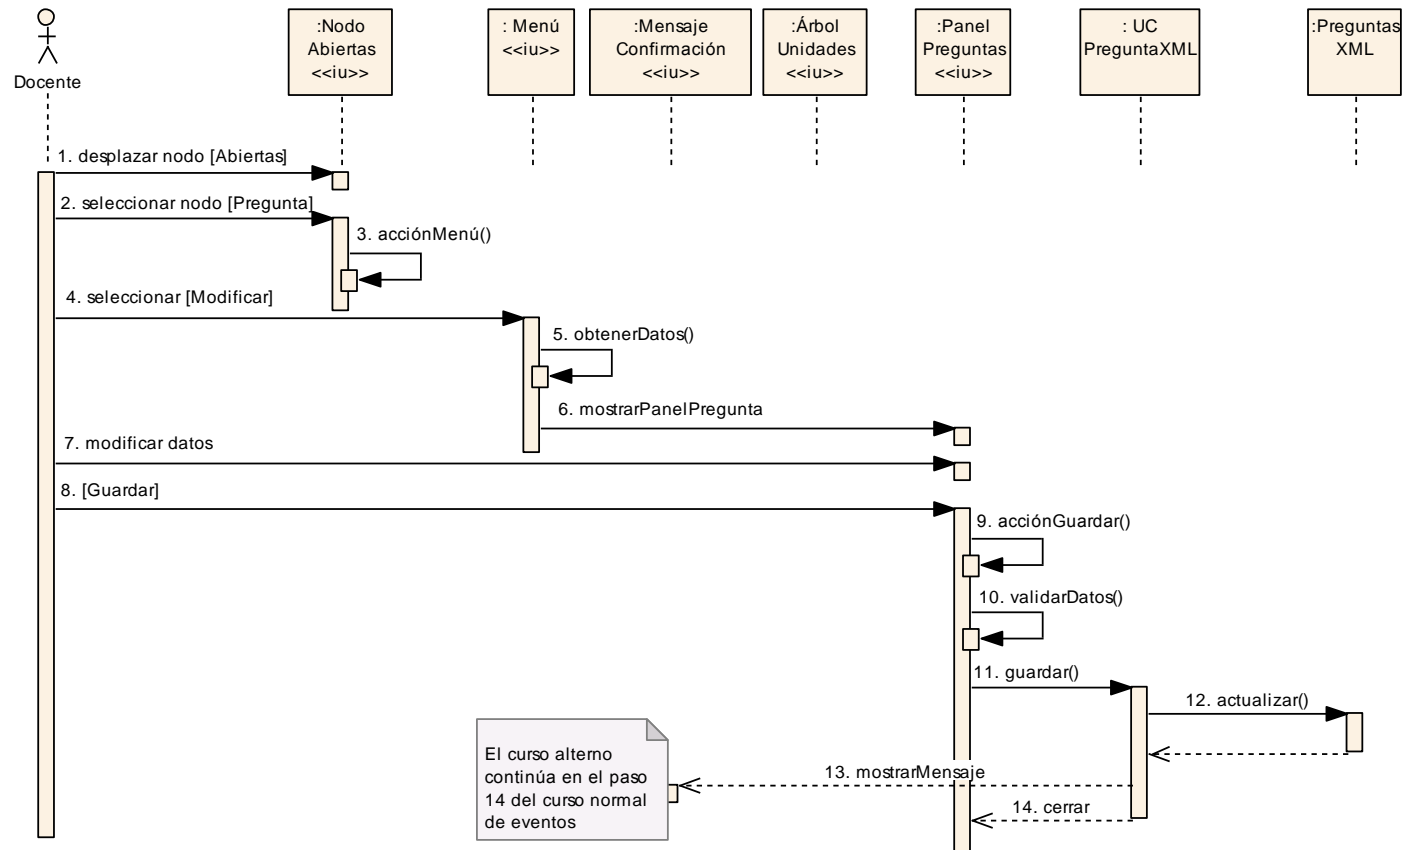 Docente
:Nodo
Abiertas
<<iu>>
: Menú
<<iu>>
:Mensaje
Confirmación
<<iu>>
:Árbol
Unidades
<<iu>>
:Panel
Preguntas
<<iu>>
: UC
PreguntaXML
:Preguntas
XML
1. desplazar nodo [Abiertas]
2. seleccionar nodo [Pregunta]
3. acciónMenú()
4. seleccionar [Modificar]
5. obtenerDatos()
6. mostrarPanelPregunta
7. modificar datos
8. [Guardar]
9. acciónGuardar()
10. validarDatos()
11. guardar()
12. actualizar()
13. mostrarMensaje
14. cerrar
El curso alterno
continúa en el paso
14 del curso normal
de eventos